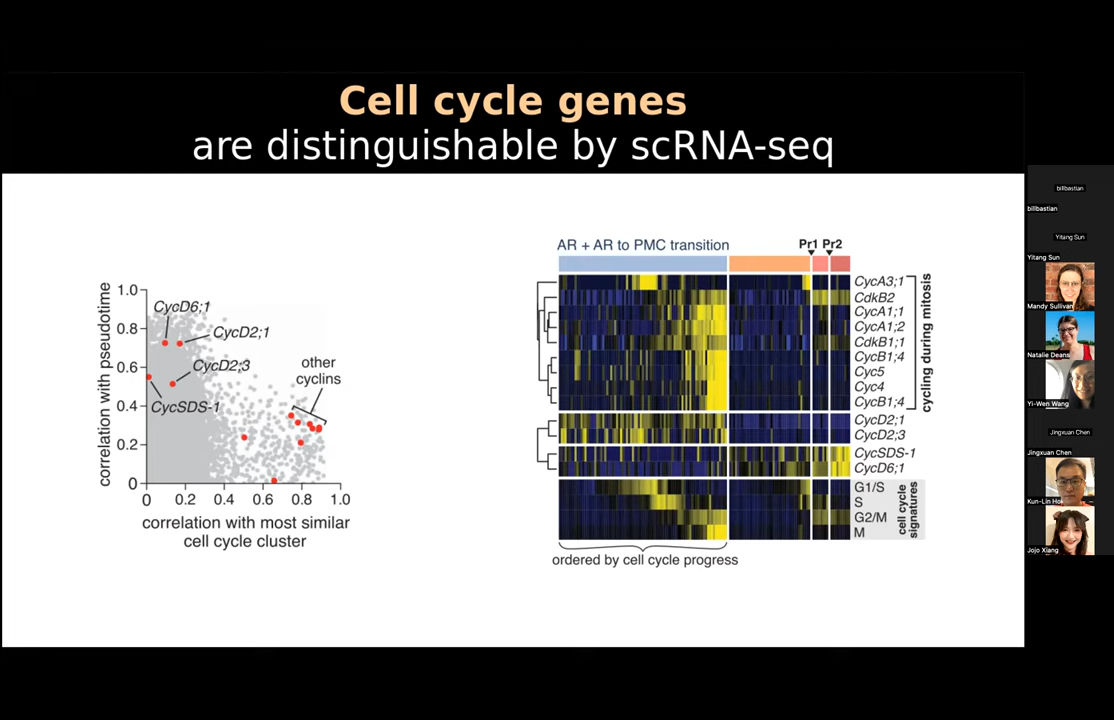 Cell cycle genes
are distinguishable by scRNA-seq
correlation with pseudotime
1.0
0.8
0.6
0.4
0.2
0
0 0.2 0.4 0.6 0.8 1.0
CycD6;1
CycD2;1
CycD2;3
CycSDS-1
other
cyclins
correlation with most similar
cell cycle cluster
AR + AR to PMC transition
Pr1 Pr2
CycA3;1
CdkB2
CycA1;1
CycA1;2
CdkB1;1
CycB1;4
Cyc5
Cyc4
CycB1;4
cycling during mitosis
CycD2;1
CycD2;3
CycSDS-1
CycD6;1
G1/S
S
G2/M
M
cell cycle
signatures
ordered by cell cycle progress
billbastian
billbastian
Yitang Sun
Yitang Sun
Mandy Sullivan
Natalie Deans
Yi-Wen Wang
Jingxuan Chen
Jingxuan Chen
Kun-Lin Ho
Jojo Xiang